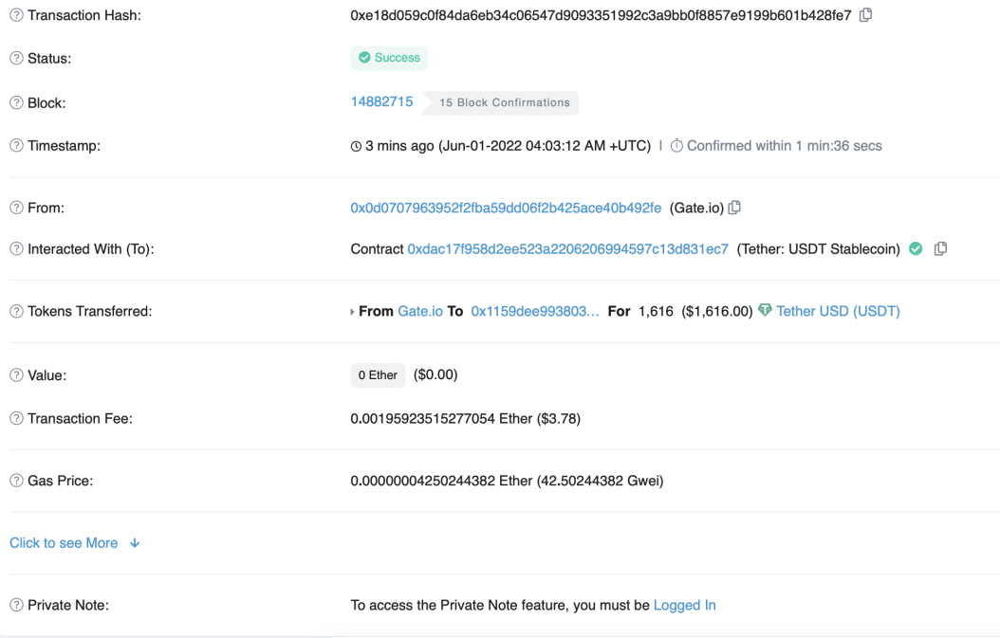 Transaction Hash: 0xe18d059c0f84da6eb34c06547d9093351992c3a9bb0f8857e9199b601b428fe7
Status: Success
Block: 14882715 15 Block Confirmations
Timestamp: 3 mins ago (Jun-01-2022 04:03:12 AM +UTC) | Confirmed within 1 min:36 secs
From: 0x0d0707963952f2fba59dd06f2b425ace40b492fe (Gate.io)
Interacted With (To): Contract 0xdac17f958d2ee523a2206206994597c13d831ec7 (Tether: USDT Stablecoin)
Tokens Transferred: From Gate.io To 0x1159dee993803... For 1,616 ($1,616.00) Tether USD (USDT)
Value: 0 Ether ($0.00)
Transaction Fee: 0.00195923515277054 Ether ($3.78)
Gas Price: 0.00000004250244382 Ether (42.50244382 Gwei)
Click to see More
Private Note: To access the Private Note feature, you must be Logged In